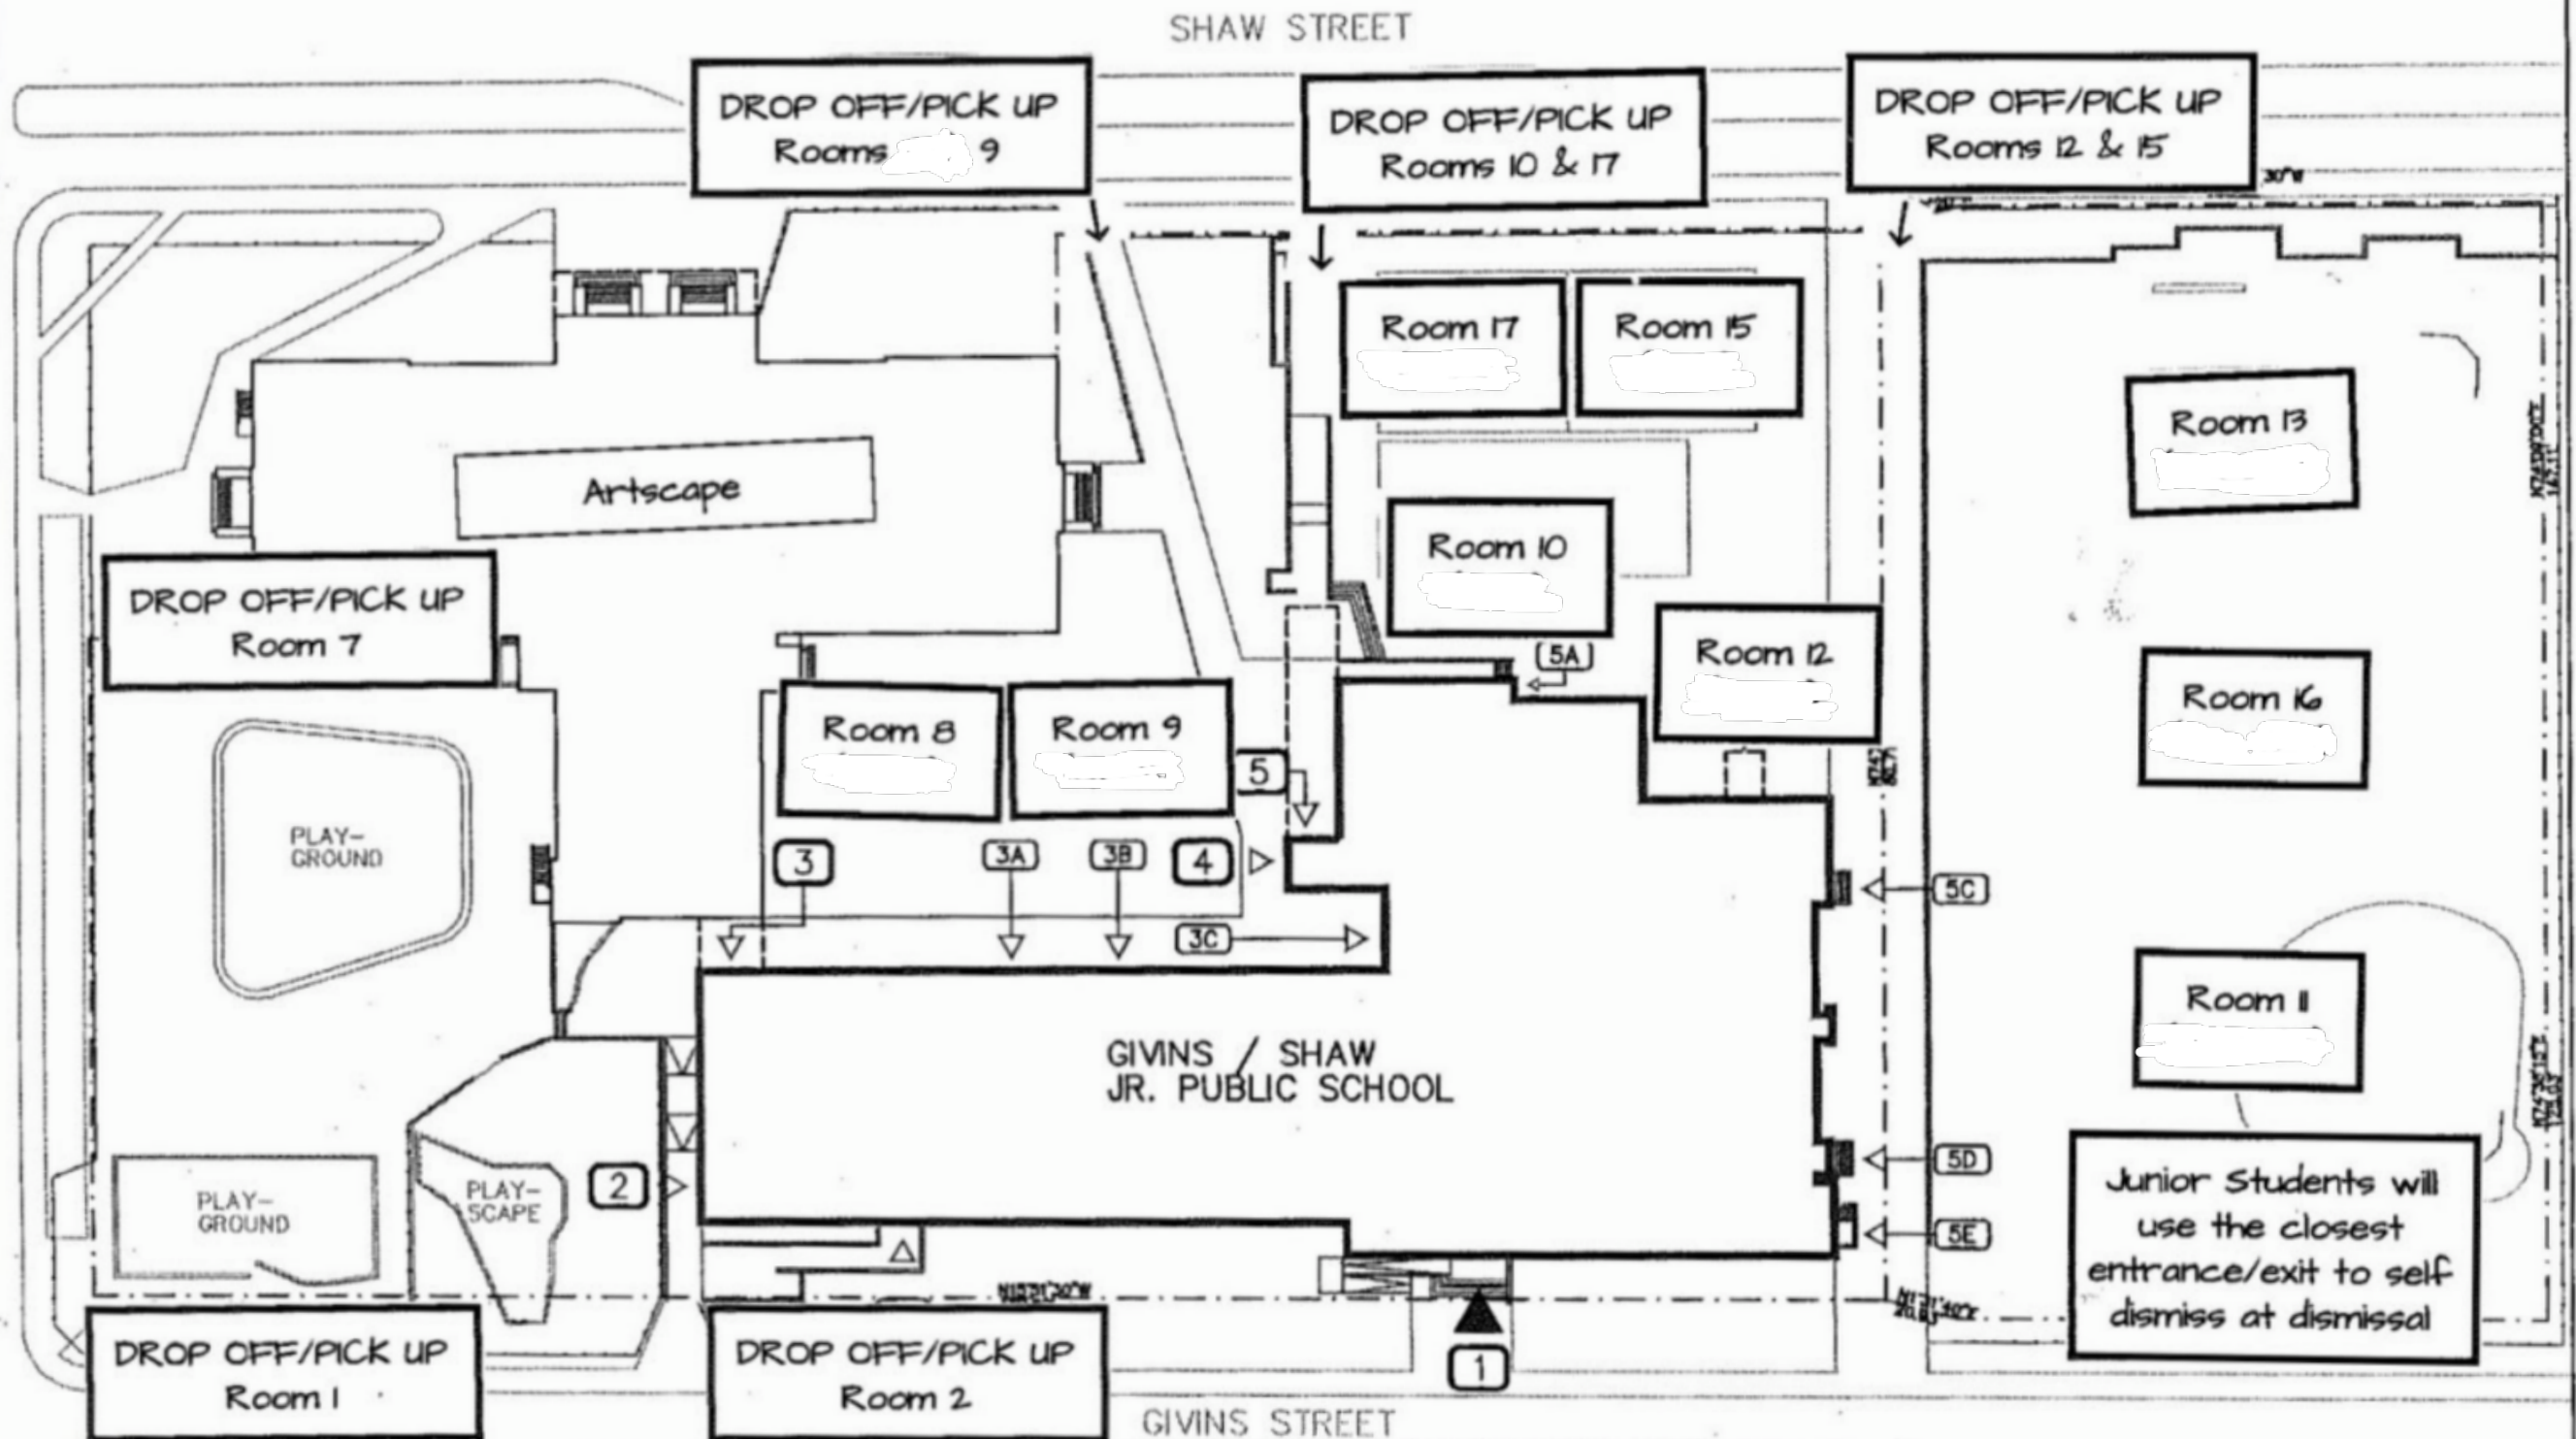 SHAW STREET
DROP OFF/PICK UP
Rooms 9
DROP OFF/PICK UP
Rooms 10 & 17
DROP OFF/PICK UP
Rooms 12 & 15
30"W
Room 17
Room 15
Room 13
Artscape
Room 10
DROP OFF/PICK UP
Room 7
5A
Room 12
Room 16
Room 8
Room 9
5
PLAY-
GROUND
3
3A
3B
4
5C
3C
Room 11
GIVINS / SHAW
JR. PUBLIC SCHOOL
PLAY-
GROUND
PLAY-
SCAPE
2
5D
5E
Junior Students will
use the closest
entrance/exit to self
dismiss at dismissal
DROP OFF/PICK UP
Room 1
DROP OFF/PICK UP
Room 2
1
GIVINS STREET